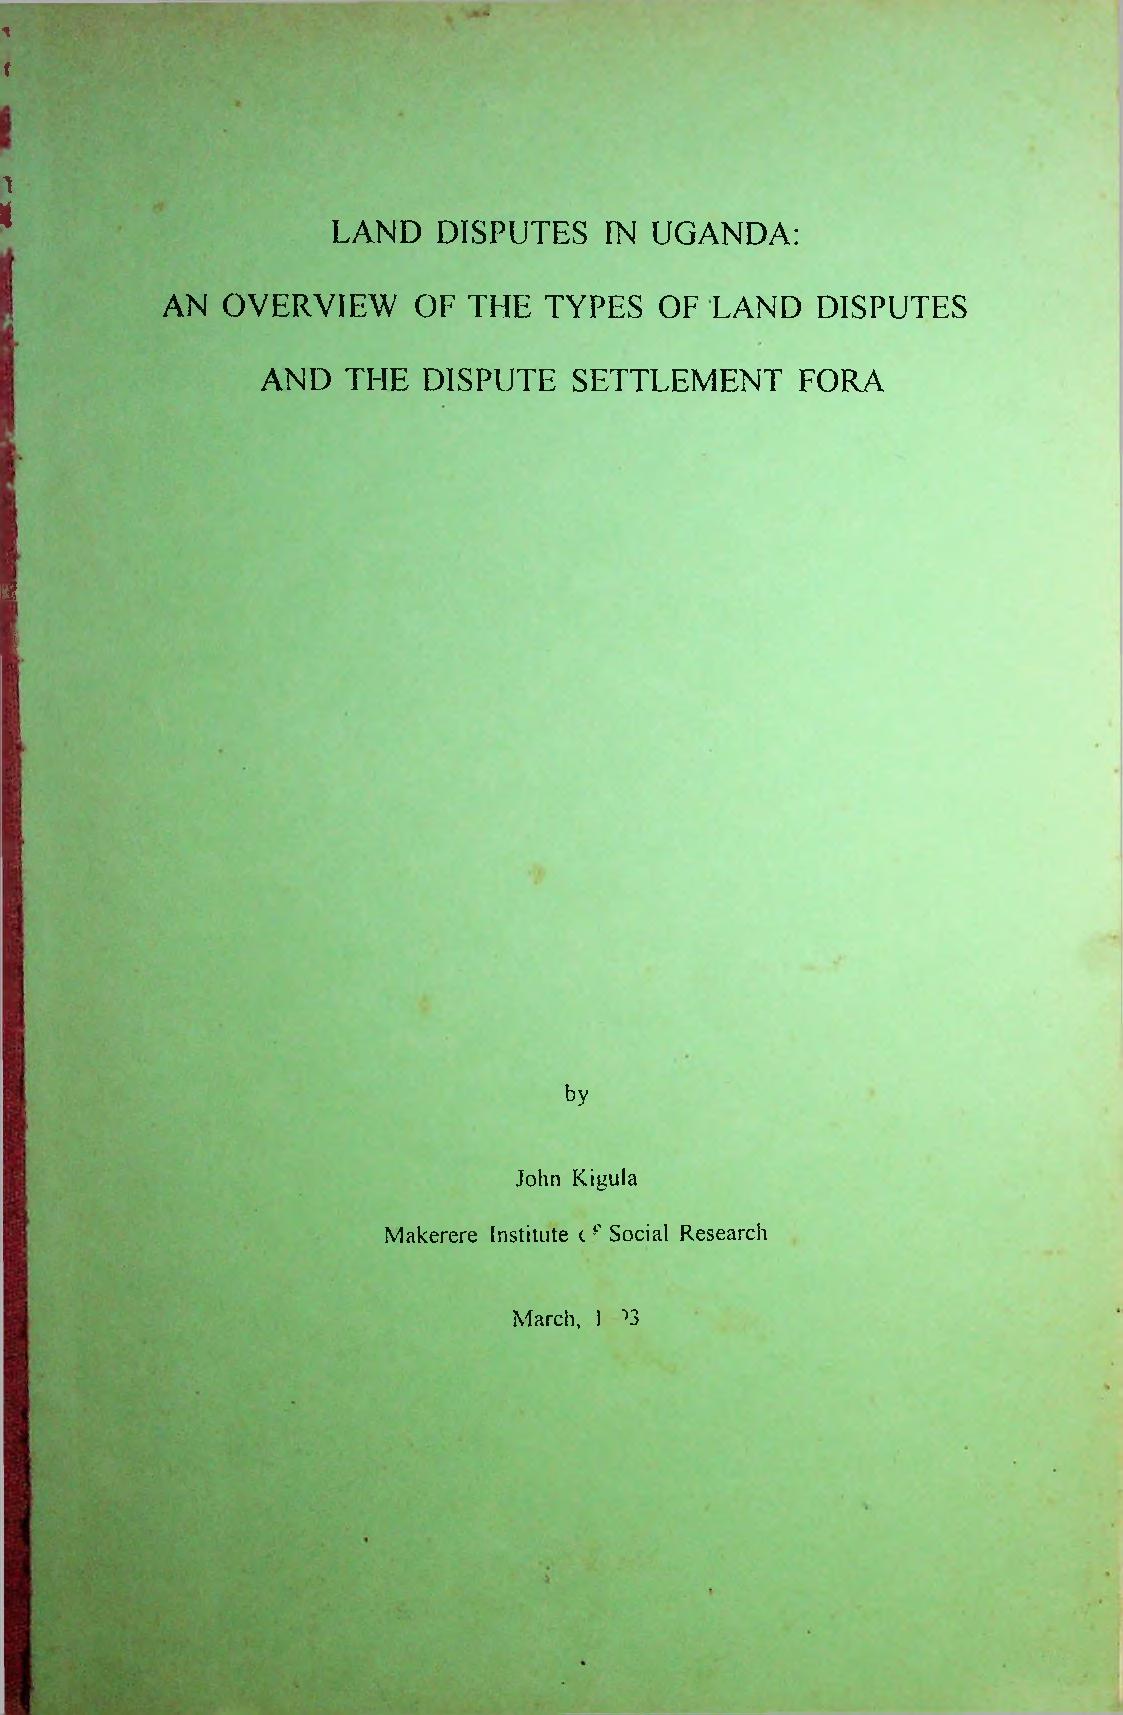 LAND DISPUTES IN UGANDA:
AN OVERVIEW OF THE TYPES OF LAND DISPUTES
AND THE DISPUTE SETTLEMENT FORA
by
John Kigula
Makerere Institute of Social Research
March,